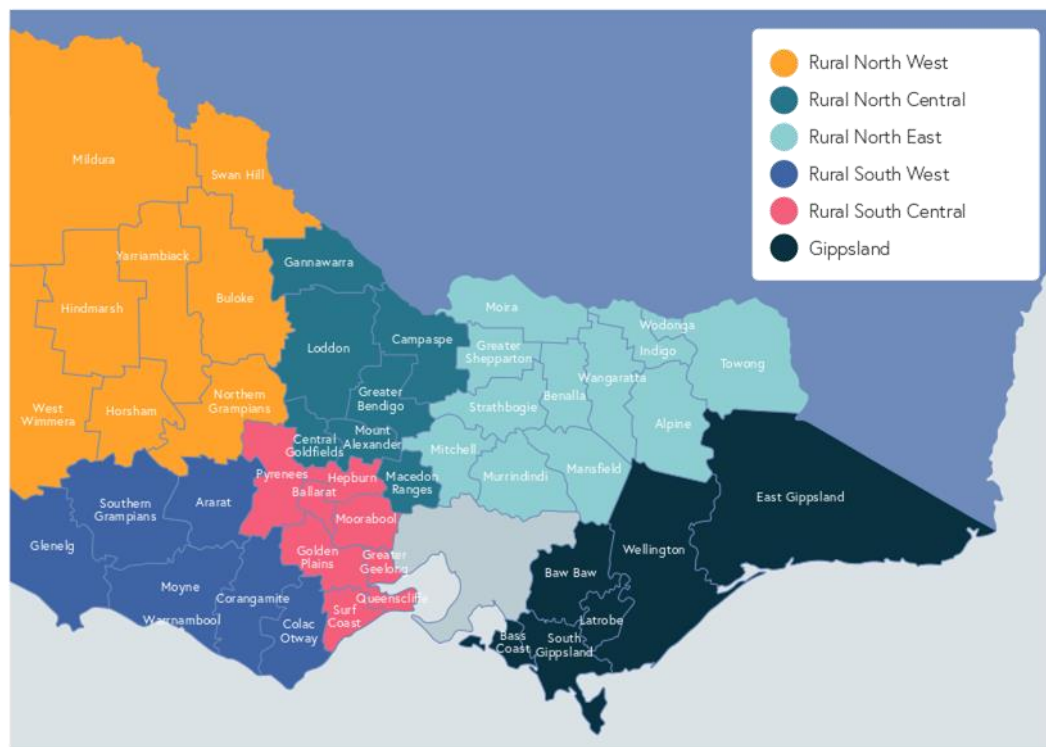 Rural North West
Rural North Central
Rural North East
Rural South West
Rural South Central
Gippsland
Mildura
Swan Hill
Yarriambiack
Gannawarra
Buloke
Hindmarsh
Moira
Wodonga
Campaspe
Loddon
Greater
Shepparton
Indigo
Towong
Wangaratta
Benalla
Greater
Bendigo
Northern
Grampians
West
Wimmera
Horsham
Strathbogie
Alpine
Mount
Alexander
Central
Goldfields
Mitchell
Mansfield
Murrindindi
Pyrenees
Hepburn
Macedon
Ranges
Ballarat
East Gippsland
Southern
Grampians
Ararat
Moorabool
Glenelg
Golden
Plains
Greater
Geelong
Wellington
Baw Baw
Moyne
Corangamite
Queenscliffe
Warrnambool
Surf
Coast
Colac
Otway
Latrobe
Bass
Coast
South
Gippsland